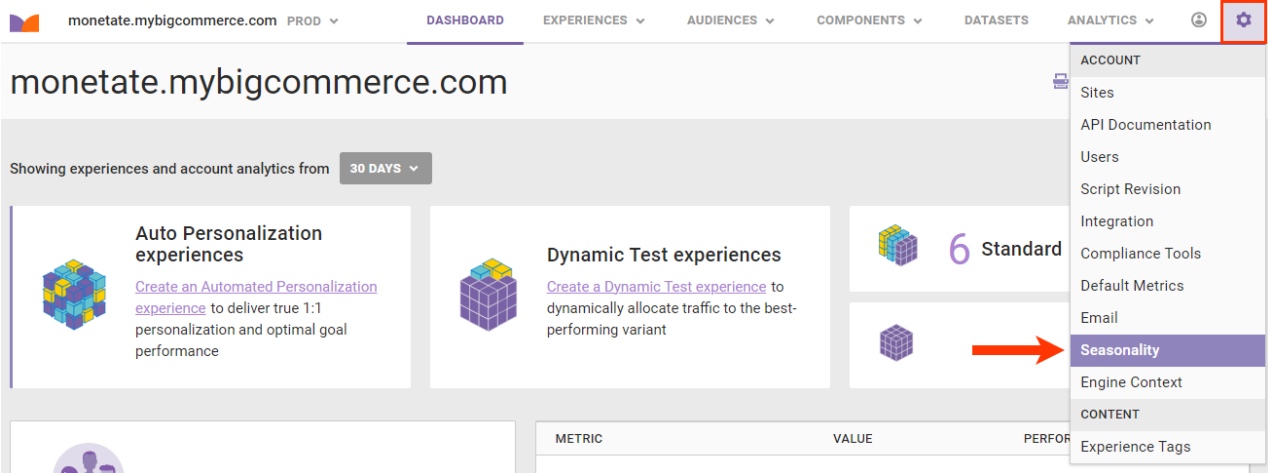 monetate.mybigcommerce.com PROD
DASHBOARD
EXPERIENCES
AUDIENCES
COMPONENTS
DATASETS
ANALYTICS
monetate.mybigcommerce.com
ACCOUNT
Sites
API Documentation
Users
Script Revision
Integration
Compliance Tools
Default Metrics
Email
Seasonality
Engine Context
CONTENT
Experience Tags
Showing experiences and account analytics from 30 DAYS
Auto Personalization
experiences
Create an Automated Personalization
experience to deliver true 1:1
personalization and optimal goal
performance
Dynamic Test experiences
Create a Dynamic Test experience to
dynamically allocate traffic to the best-
performing variant
6 Standard
METRIC
VALUE
PERFOR